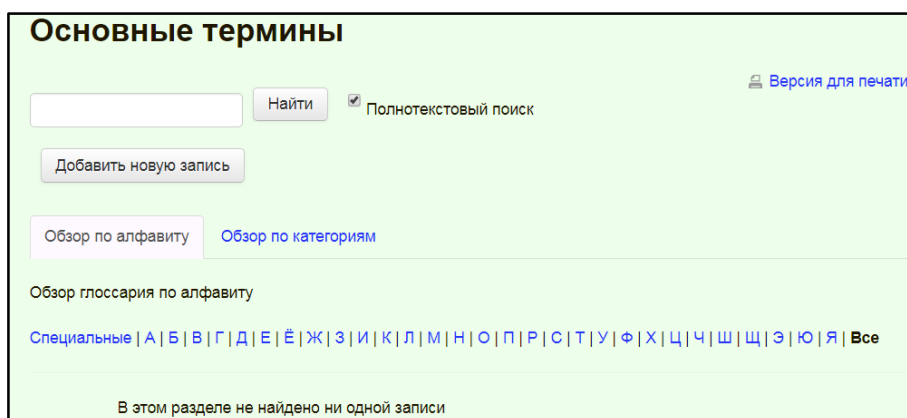 Основные термины
Версия для печати
Найти
Полнотекстовый поиск
Добавить новую запись
Обзор по алфавиту Обзор по категориям
Обзор глоссария по алфавиту
Специальные | А | Б | В | Г | Д | Е | Ё | Ж | З | И | К | Л | М | Н | О | П | Р | С | Т | У | Ф | Х | Ц | Ч | Ш | Щ | Э | Ю | Я | Все
В этом разделе не найдено ни одной записи